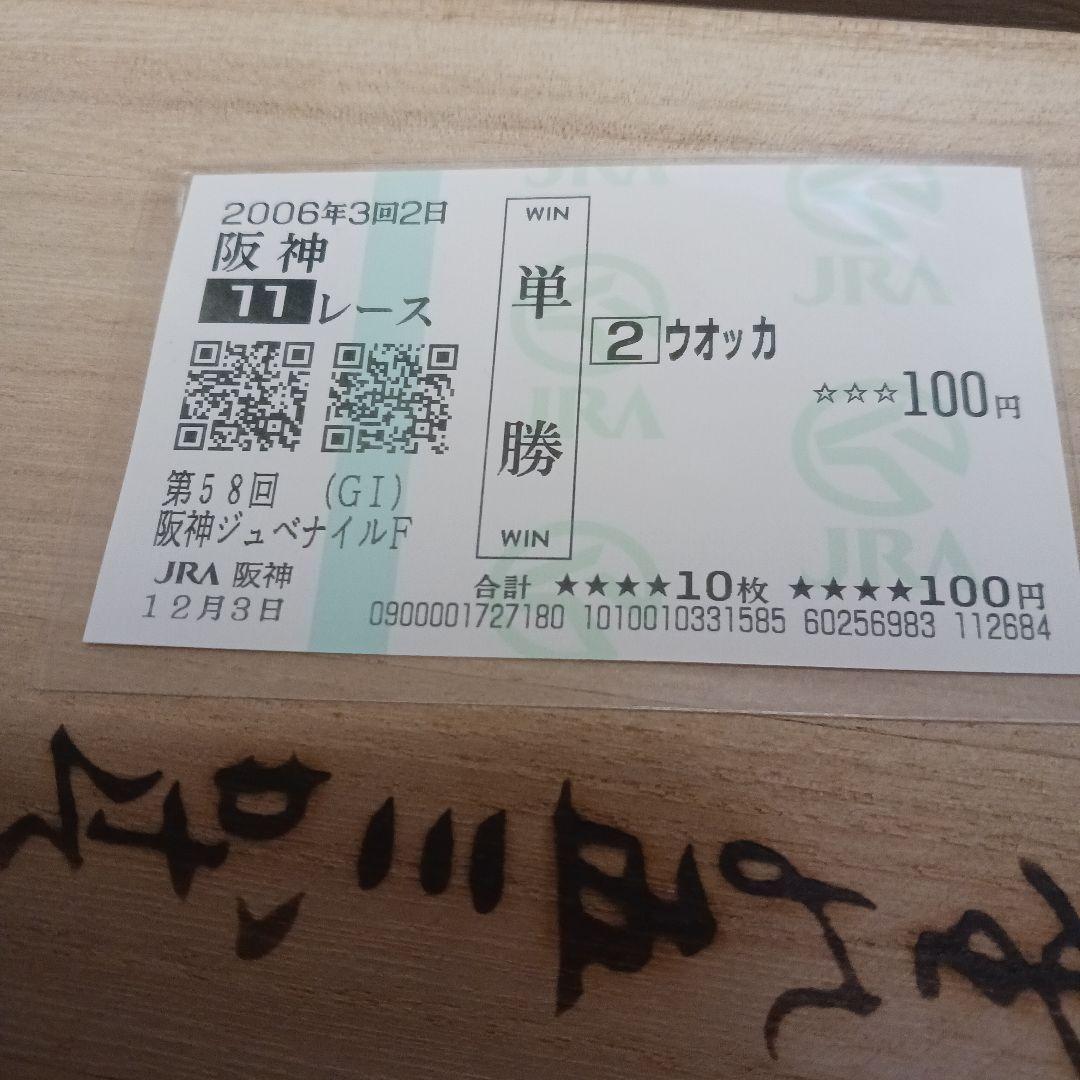 2006年3回2日
阪神
11レース
第58回 (GI)
阪神ジュベナイルF
JRA 阪神
12月3日
WIN
単勝
WIN
2 ウオッカ
☆☆☆100円
合計 ★★★★10枚 ★★★★100円
0900001727180 1010010331585 60256983 112684
JRA
JRA
JRA
JRA